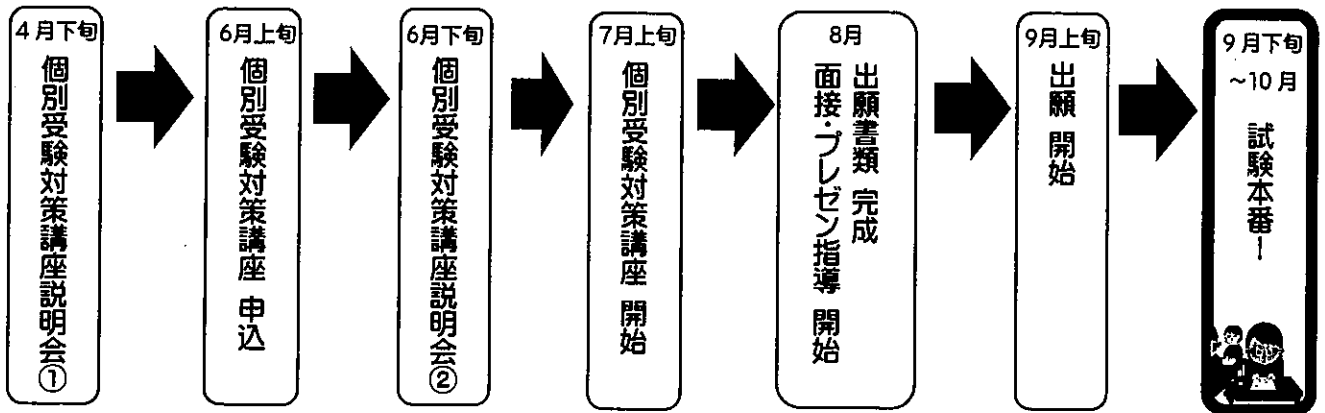 4月下旬
個別受験対策講座説明会①
6月上旬
個別受験対策講座 申込
6月下旬
個別受験対策講座説明会②
7月上旬
個別受験対策講座 開始
8月
出願書類 完成
面接・プレゼン指導 開始
9月上旬
出願 開始
9月下旬
～10月
試験本番！